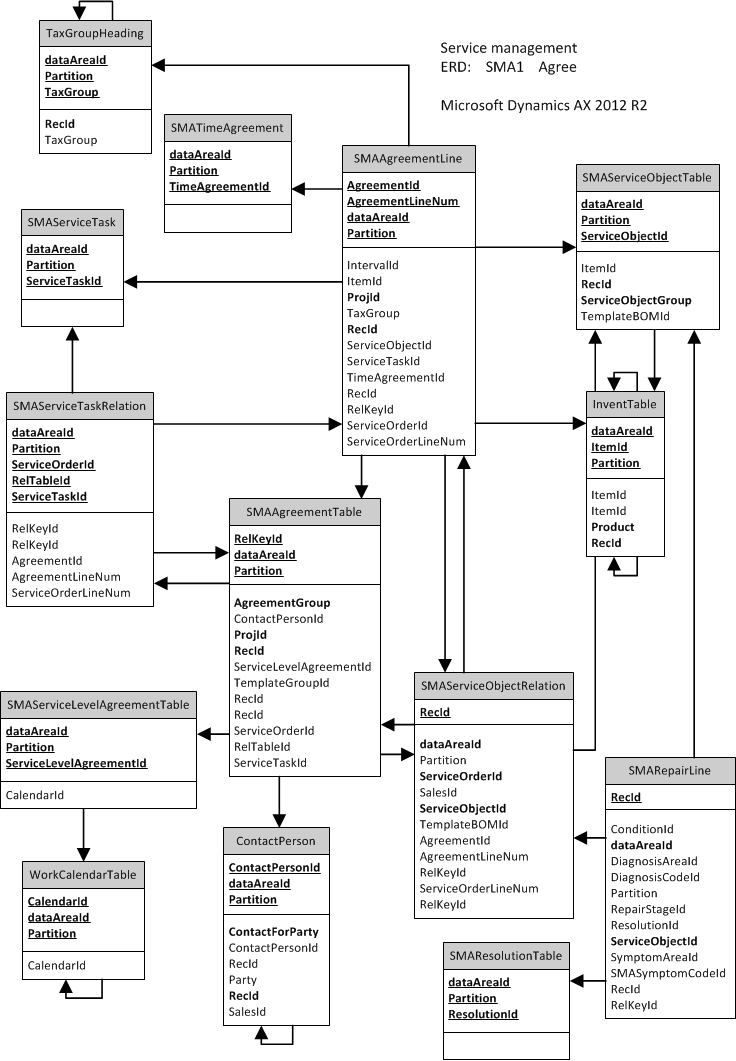 Service management
ERD: SMA1 Agree
Microsoft Dynamics AX 2012 R2
TaxGroupHeading
dataAreaId
Partition
TaxGroup
RecId
TaxGroup
SMATimeAgreement
dataAreaId
Partition
TimeAgreementId
SMAAgreementLine
AgreementId
AgreementLineNum
dataAreaId
Partition
IntervalId
ItemId
ProjId
TaxGroup
RecId
ServiceObjectId
ServiceTaskId
TimeAgreementId
RecId
RelKeyId
ServiceOrderId
ServiceOrderLineNum
SMAServiceObjectTable
dataAreaId
Partition
ServiceObjectId
ItemId
RecId
ServiceObjectGroup
TemplateBOMId
SMAServiceTask
dataAreaId
Partition
ServiceTaskId
SMAServiceTaskRelation
dataAreaId
Partition
ServiceOrderId
RelTableId
ServiceTaskId
RelKeyId
RelKeyId
AgreementId
AgreementLineNum
ServiceOrderLineNum
InventTable
dataAreaId
ItemId
Partition
ItemId
ItemId
Product
RecId
SMAAgreementTable
RelKeyId
dataAreaId
Partition
AgreementGroup
ContactPersonId
ProjId
RecId
ServiceLevelAgreementId
TemplateGroupId
RecId
RecId
ServiceOrderId
RelTableId
ServiceTaskId
SMAServiceObjectRelation
RecId
dataAreaId
Partition
ServiceOrderId
SalesId
ServiceObjectId
TemplateBOMId
AgreementId
AgreementLineNum
RelKeyId
ServiceOrderLineNum
RelKeyId
SMAServiceLevelAgreementTable
dataAreaId
Partition
ServiceLevelAgreementId
CalendarId
SMARepairLine
RecId
ConditionId
dataAreaId
DiagnosisAreaId
DiagnosisCodeId
Partition
RepairStageId
ResolutionId
ServiceObjectId
SymptomAreaId
SMASymptomCodeId
RecId
RelKeyId
ContactPerson
ContactPersonId
dataAreaId
Partition
ContactForParty
ContactPersonId
RecId
Party
RecId
SalesId
WorkCalendarTable
CalendarId
dataAreaId
Partition
CalendarId
SMAResolutionTable
dataAreaId
Partition
ResolutionId